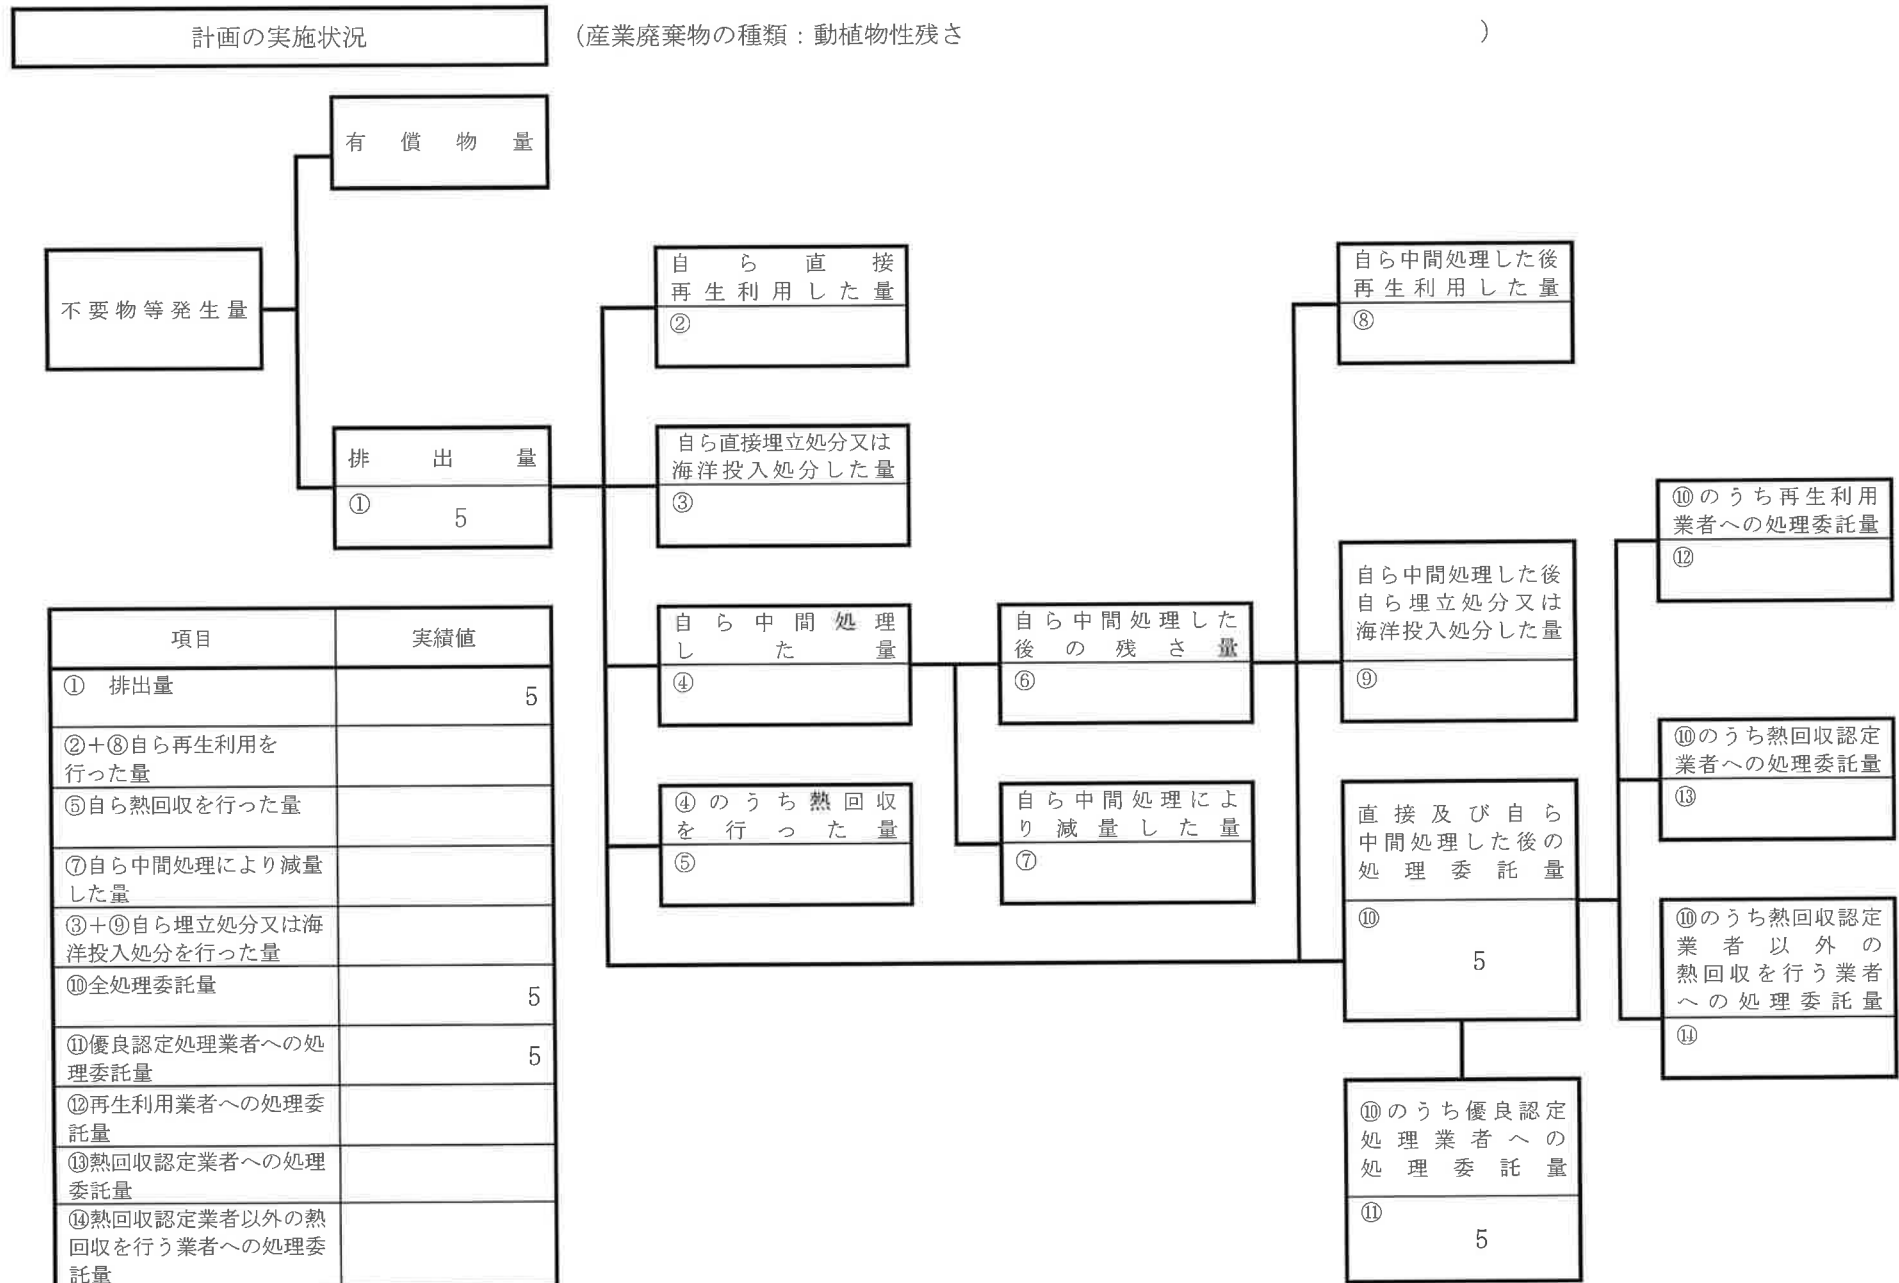 計画の実施状況
(産業廃棄物の種類：動植物性残さ )
有償物量
不要物等発生量
排出量
①
5
自ら直接
再生利用した量
②
自ら直接埋立処分又は
海洋投入処分した量
③
自ら中間処理
した量
④
④のうち熱回収
を行った量
⑤
自ら中間処理した
後の残さ量
⑥
自ら中間処理によ
り減量した量
⑦
自ら中間処理した後
再生利用した量
⑧
自ら中間処理した後
自ら埋立処分又は
海洋投入処分した量
⑨
直接及び自ら
中間処理した後の
処理委託量
⑩
5
⑩のうち優良認定
処理業者への
処理委託量
⑪
5
⑩のうち再生利用
業者への処理委託量
⑫
⑩のうち熱回収認定
業者への処理委託量
⑬
⑩のうち熱回収認定
業者以外の
熱回収を行う業者
への処理委託量
⑭
項目 実績値
① 排出量 5
②＋⑧自ら再生利用を
行った量
⑤自ら熱回収を行った量
⑦自ら中間処理により減量
した量
③＋⑨自ら埋立処分又は海
洋投入処分を行った量
⑩全処理委託量 5
⑪優良認定処理業者への処
理委託量 5
⑫再生利用業者への処理委
託量
⑬熱回収認定業者への処理
委託量
⑭熱回収認定業者以外の熱
回収を行う業者への処理委
託量